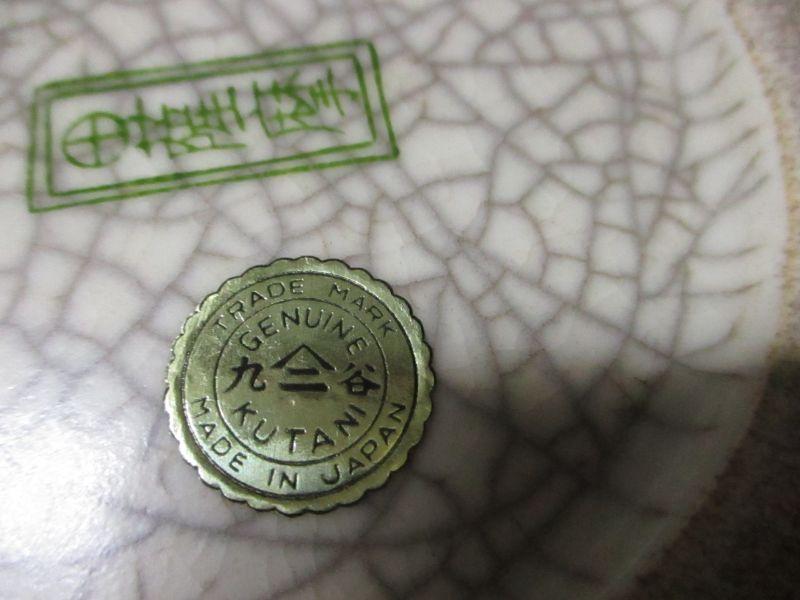 TRADE MARK
GENUINE
九 谷
KUTANI
MADE IN JAPAN